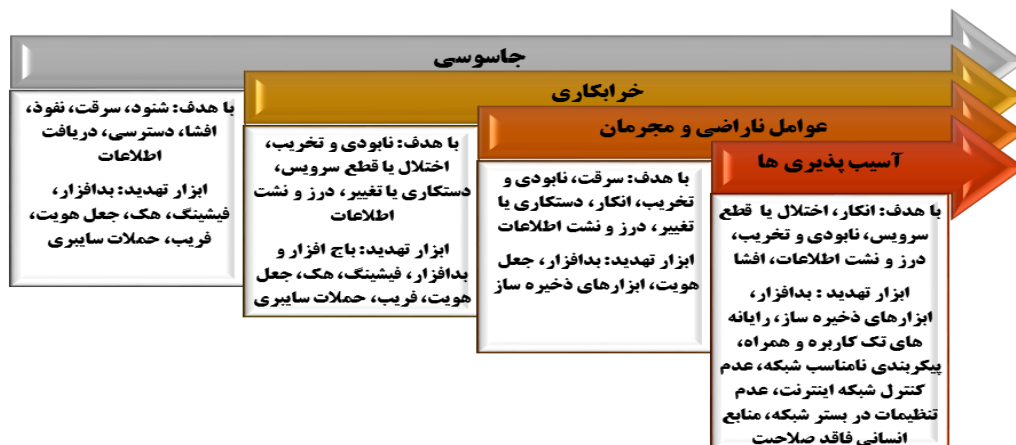 جاسوسی
با هدف: شنود، سرقت، نفوذ،
افشا، دسترسی، دریافت
اطلاعات
ابزار تهدید: بدافزار،
فیشینگ، هک، جعل هویت،
فریب، حملات سایبری
خرابکاری
با هدف: نابودی و تخریب،
اختلال یا قطع سرویس،
دستکاری یا تغییر، درز و نشت
اطلاعات
ابزار تهدید: باج افزار و
بدافزار، فیشینگ، هک، جعل
هویت، فریب، حملات سایبری
عوامل ناراضی و مجرمان
با هدف: سرقت، نابودی و
تخریب، انکار، دستکاری یا
تغییر، درز و نشت اطلاعات
ابزار تهدید: بدافزار، جعل
هویت، ابزارهای ذخیره ساز
آسیب پذیری ها
با هدف: انکار، اختلال یا قطع
سرویس، نابودی و تخریب،
درز و نشت اطلاعات، افشا
ابزار تهدید : بدافزار،
ابزارهای ذخیره ساز، رایانه
های تک کاربره و همراه،
پیکربندی نامناسب شبکه، عدم
کنترل شبکه اینترنت، عدم
تنظیمات در بستر شبکه، منابع
انسانی فاقد صلاحیت